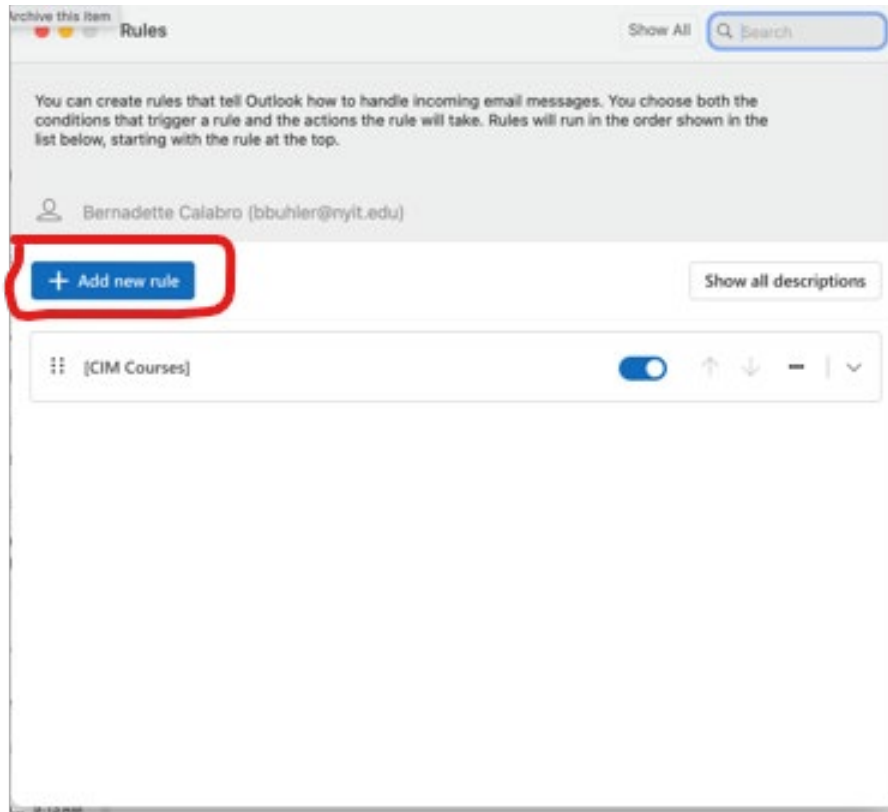 Archive this item
Rules
Show All
Search
You can create rules that tell Outlook how to handle incoming email messages. You choose both the
conditions that trigger a rule and the actions the rule will take. Rules will run in the order shown in the
list below, starting with the rule at the top.
Bernadette Calabro (bbuhler@nyit.edu)
+ Add new rule
Show all descriptions
[CIM Courses]